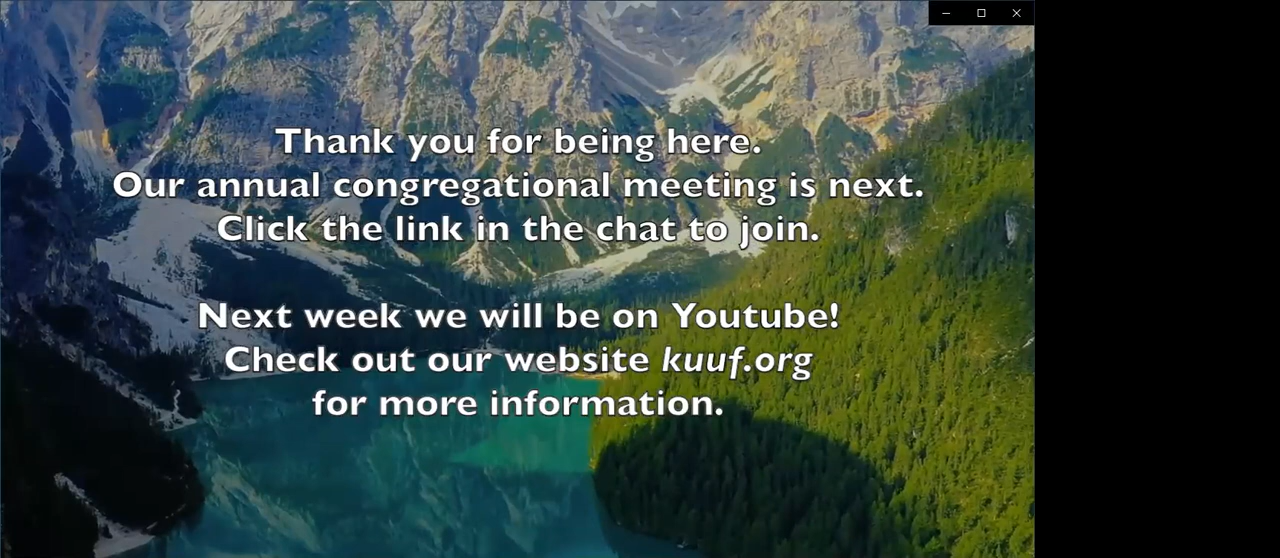 Thank you for being here.
Our annual congregational meeting is next.
Click the link in the chat to join.
Next week we will be on Youtube!
Check out our website kuuf.org
for more information.